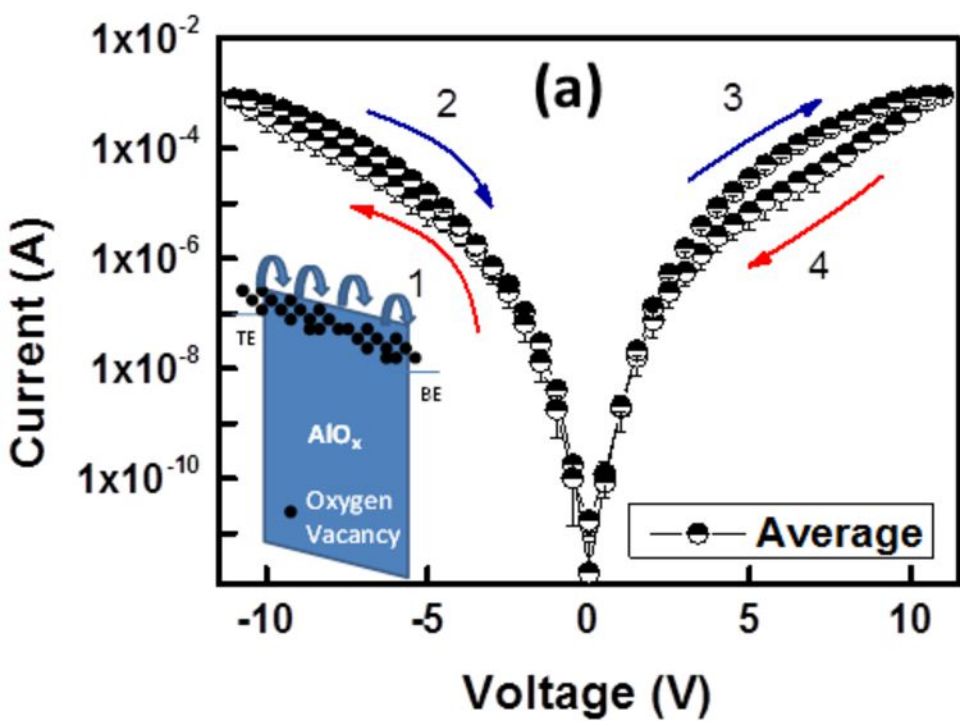 1x10⁻²
1x10⁻⁴
1x10⁻⁶
1x10⁻⁸
1x10⁻¹⁰
Current (A)
(a)
2
3
1
4
TE
BE
AlOₓ
Oxygen
Vacancy
Average
-10 -5 0 5 10
Voltage (V)